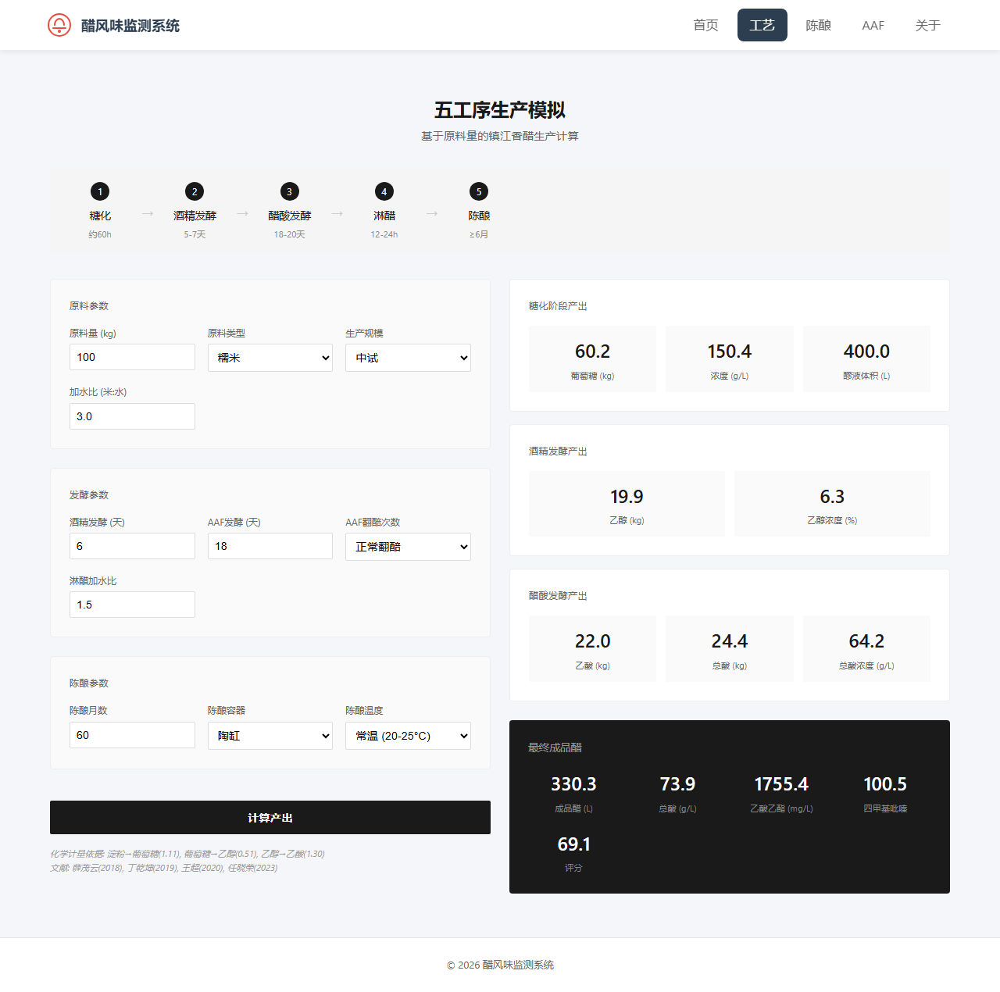 醋风味监测系统
首页 工艺 陈酿 AAF 关于
五工序生产模拟
基于原料量的镇江香醋生产计算
1 → 2 → 3 → 4 → 5
糖化 酒精发酵 醋酸发酵 淋醋 陈酿
约60h 5-7天 18-20天 12-24h ≥6月
原料参数
原料量 (kg) 原料类型 生产规模
100 糯米 中试
加水比 (米:水)
3.0
发酵参数
酒精发酵 (天) AAF发酵 (天) AAF翻醅次数
6 18 正常翻醅
淋醋加水比
1.5
陈酿参数
陈酿月数 陈酿容器 陈酿温度
60 陶缸 常温 (20-25°C)
计算产出
化学计量依据: 淀粉→葡萄糖(1.11), 葡萄糖→乙醇(0.51), 乙醇→乙酸(1.30)
文献: 薛茂云(2018), 丁乾坤(2019), 王超(2020), 任晓荣(2023)
糖化阶段产出
60.2 150.4 400.0
葡萄糖 (kg) 浓度 (g/L) 醪液体积 (L)
酒精发酵产出
19.9 6.3
乙醇 (kg) 乙醇浓度 (%)
醋酸发酵产出
22.0 24.4 64.2
乙酸 (kg) 总酸 (kg) 总酸浓度 (g/L)
最终成品醋
330.3 73.9 1755.4 100.5
成品醋 (L) 总酸 (g/L) 乙酸乙酯 (mg/L) 四甲基吡嗪
69.1
评分
© 2026 醋风味监测系统